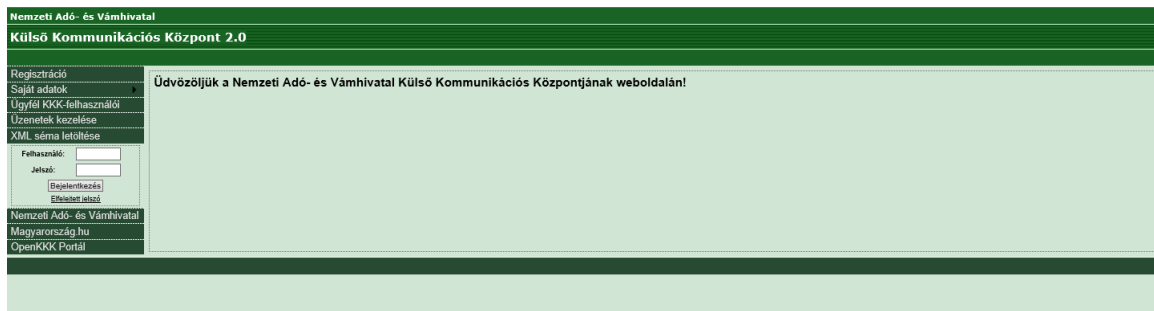 Nemzeti Adó- és Vámhivatal
Külső Kommunikációs Központ 2.0
Regisztráció
Saját adatok
Ügyfél KKK-felhasználói
Üzenetek kezelése
XML séma letöltése
Felhasználó:
Jelszó:
Bejelentkezés
Elfelejtett jelszó
Nemzeti Adó- és Vámhivatal
Magyarország.hu
OpenKKK Portál
Üdvözöljük a Nemzeti Adó- és Vámhivatal Külső Kommunikációs Központjának weboldalán!